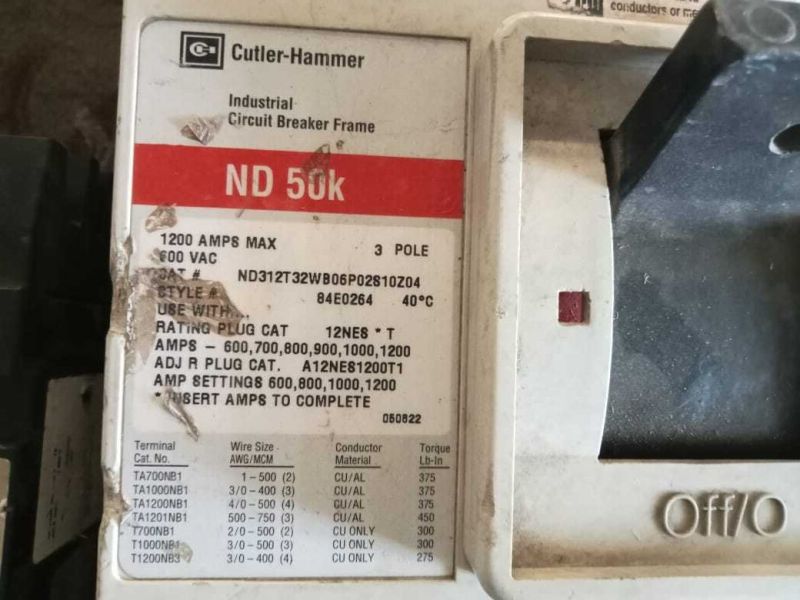 conductors or me
Cutler-Hammer
Industrial
Circuit Breaker Frame
ND 50k
1200 AMPS MAX 3 POLE
600 VAC
CAT # ND312T32WB06P02S10Z04
STYLE # 84E0264 40°C
USE WITH....
RATING PLUG CAT 12NES * T
AMPS - 600,700,800,900,1000,1200
ADJ R PLUG CAT. A12NES1200T1
AMP SETTINGS 600,800,1000,1200
* INSERT AMPS TO COMPLETE
050822
Terminal Cat. No. Wire Size AWG/MCM Conductor Material Torque Lb-In
TA700NB1 1-500 (2) CU/AL 375
TA1000NB1 3/0-400 (3) CU/AL 375
TA1200NB1 4/0-500 (4) CU/AL 375
TA1201NB1 500-750 (3) CU/AL 450
T700NB1 2/0-500 (2) CU ONLY 300
T1000NB1 3/0-500 (3) CU ONLY 300
T1200NB3 3/0-400 (4) CU ONLY 275
Off/O